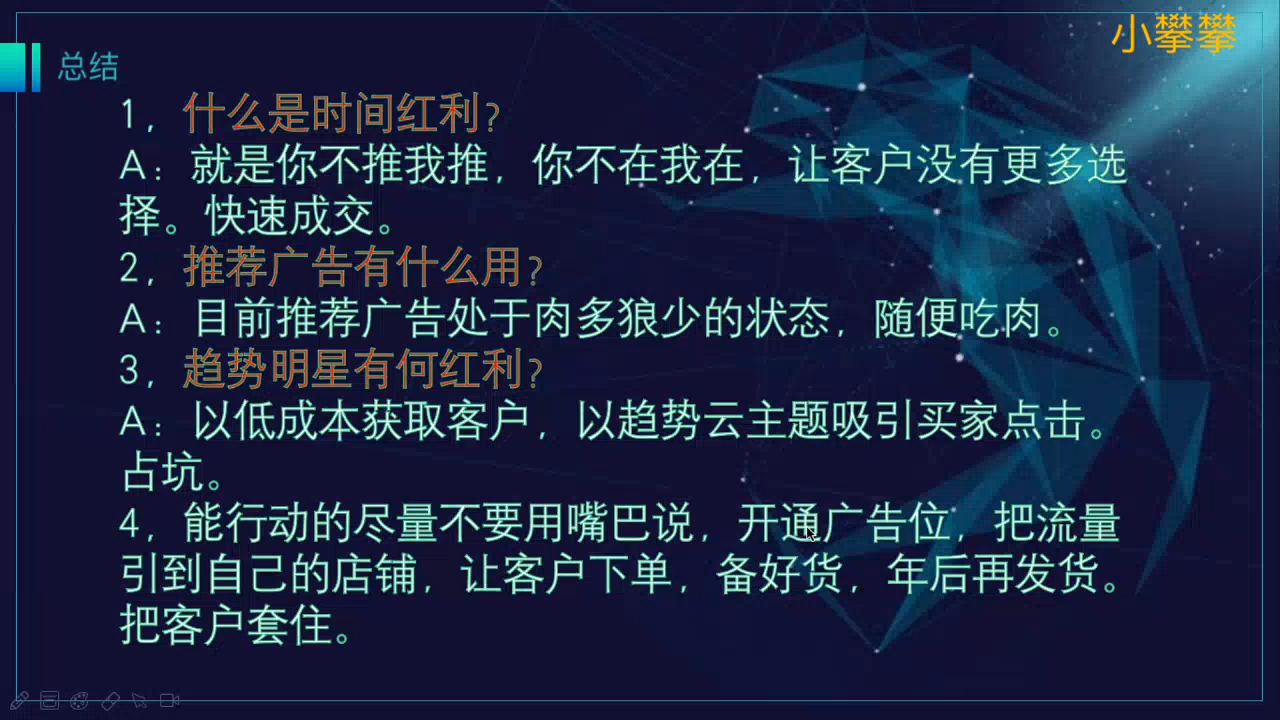 小攀攀
总结
1，什么是时间红利?
A：就是你不推我推，你不在我在，让客户没有更多选
择。快速成交。
2，推荐广告有什么用?
A：目前推荐广告处于肉多狼少的状态，随便吃肉。
3，趋势明星有何红利?
A：以低成本获取客户，以趋势云主题吸引买家点击。
占坑。
4，能行动的尽量不要用嘴巴说，开通广告位，把流量
引到自己的店铺，让客户下单，备好货，年后再发货。
把客户套住。